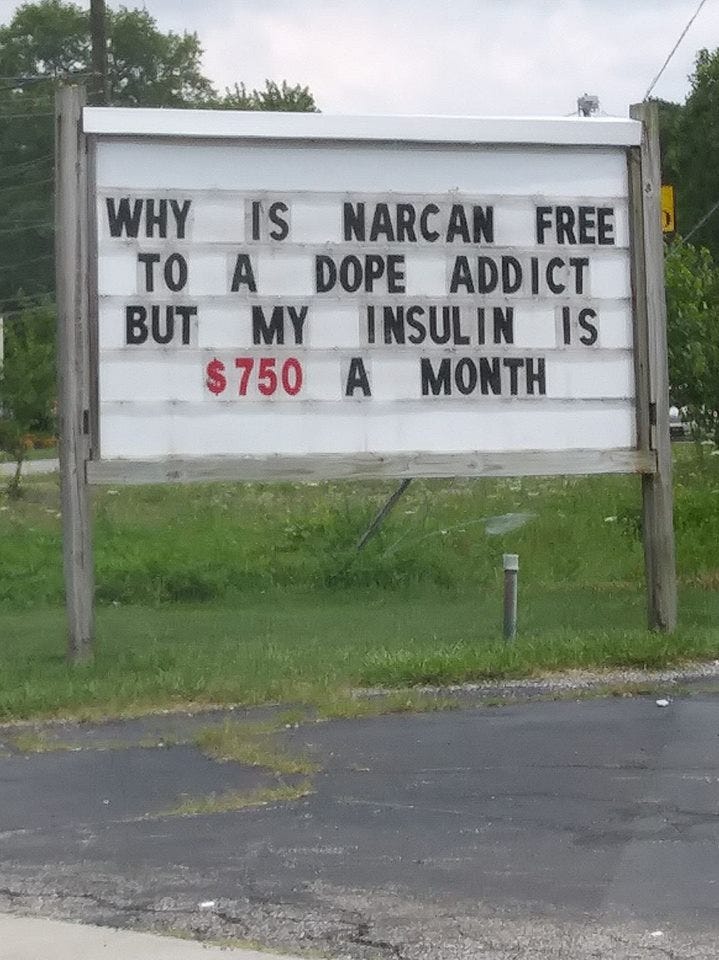 WHY IS NARCAN FREE
TO A DOPE ADDICT
BUT MY INSULIN IS
$750 A MONTH